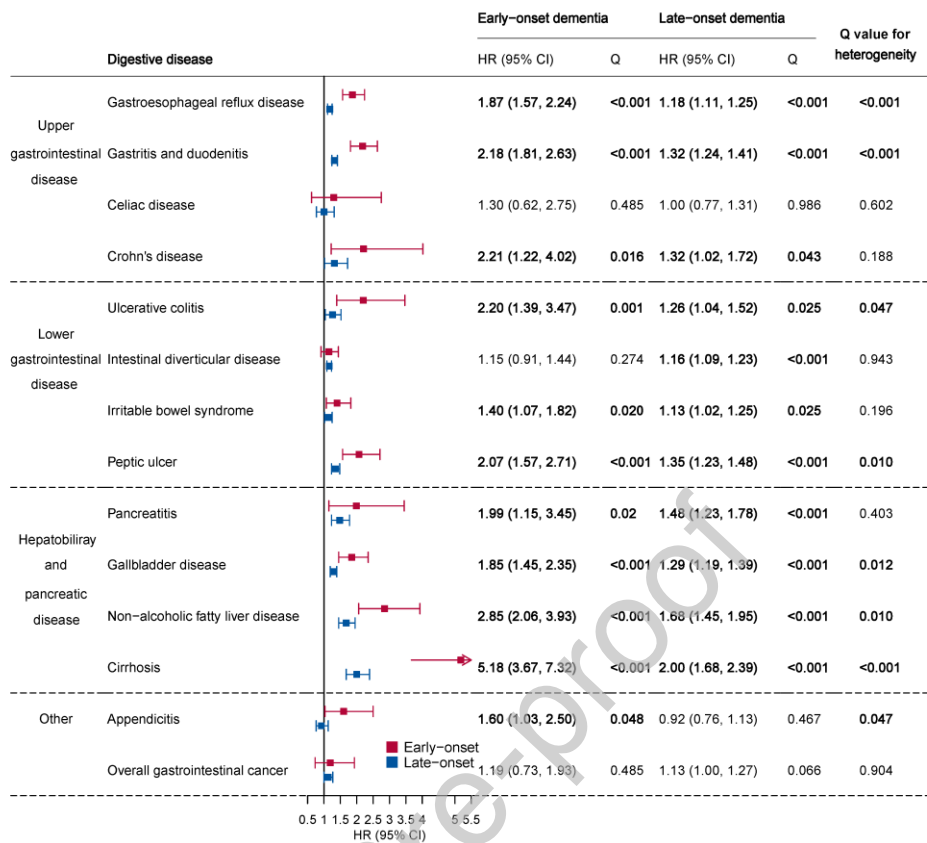 Early−onset dementia Late−onset dementia Q value for heterogeneity
Digestive disease HR (95% CI) Q HR (95% CI) Q
Upper gastrointestinal disease
Gastroesophageal reflux disease 1.87 (1.57, 2.24) <0.001 1.18 (1.11, 1.25) <0.001 <0.001
Gastritis and duodenitis 2.18 (1.81, 2.63) <0.001 1.32 (1.24, 1.41) <0.001 <0.001
Celiac disease 1.30 (0.62, 2.75) 0.485 1.00 (0.77, 1.31) 0.986 0.602
Crohn's disease 2.21 (1.22, 4.02) 0.016 1.32 (1.02, 1.72) 0.043 0.188
Lower gastrointestinal disease
Ulcerative colitis 2.20 (1.39, 3.47) 0.001 1.26 (1.04, 1.52) 0.025 0.047
Intestinal diverticular disease 1.15 (0.91, 1.44) 0.274 1.16 (1.09, 1.23) <0.001 0.943
Irritable bowel syndrome 1.40 (1.07, 1.82) 0.020 1.13 (1.02, 1.25) 0.025 0.196
Peptic ulcer 2.07 (1.57, 2.71) <0.001 1.35 (1.23, 1.48) <0.001 0.010
Hepatobiliray and pancreatic disease
Pancreatitis 1.99 (1.15, 3.45) 0.02 1.48 (1.23, 1.78) <0.001 0.403
Gallbladder disease 1.85 (1.45, 2.35) <0.001 1.29 (1.19, 1.39) <0.001 0.012
Non−alcoholic fatty liver disease 2.85 (2.06, 3.93) <0.001 1.68 (1.45, 1.95) <0.001 0.010
Cirrhosis 5.18 (3.67, 7.32) <0.001 2.00 (1.68, 2.39) <0.001 <0.001
Other
Appendicitis 1.60 (1.03, 2.50) 0.048 0.92 (0.76, 1.13) 0.467 0.047
Early−onset
Late−onset
Overall gastrointestinal cancer 1.19 (0.73, 1.93) 0.485 1.13 (1.00, 1.27) 0.066 0.904
0.5 1 1.5 2 2.5 3 3.5 4 5 5.5
HR (95% CI)
re-proof